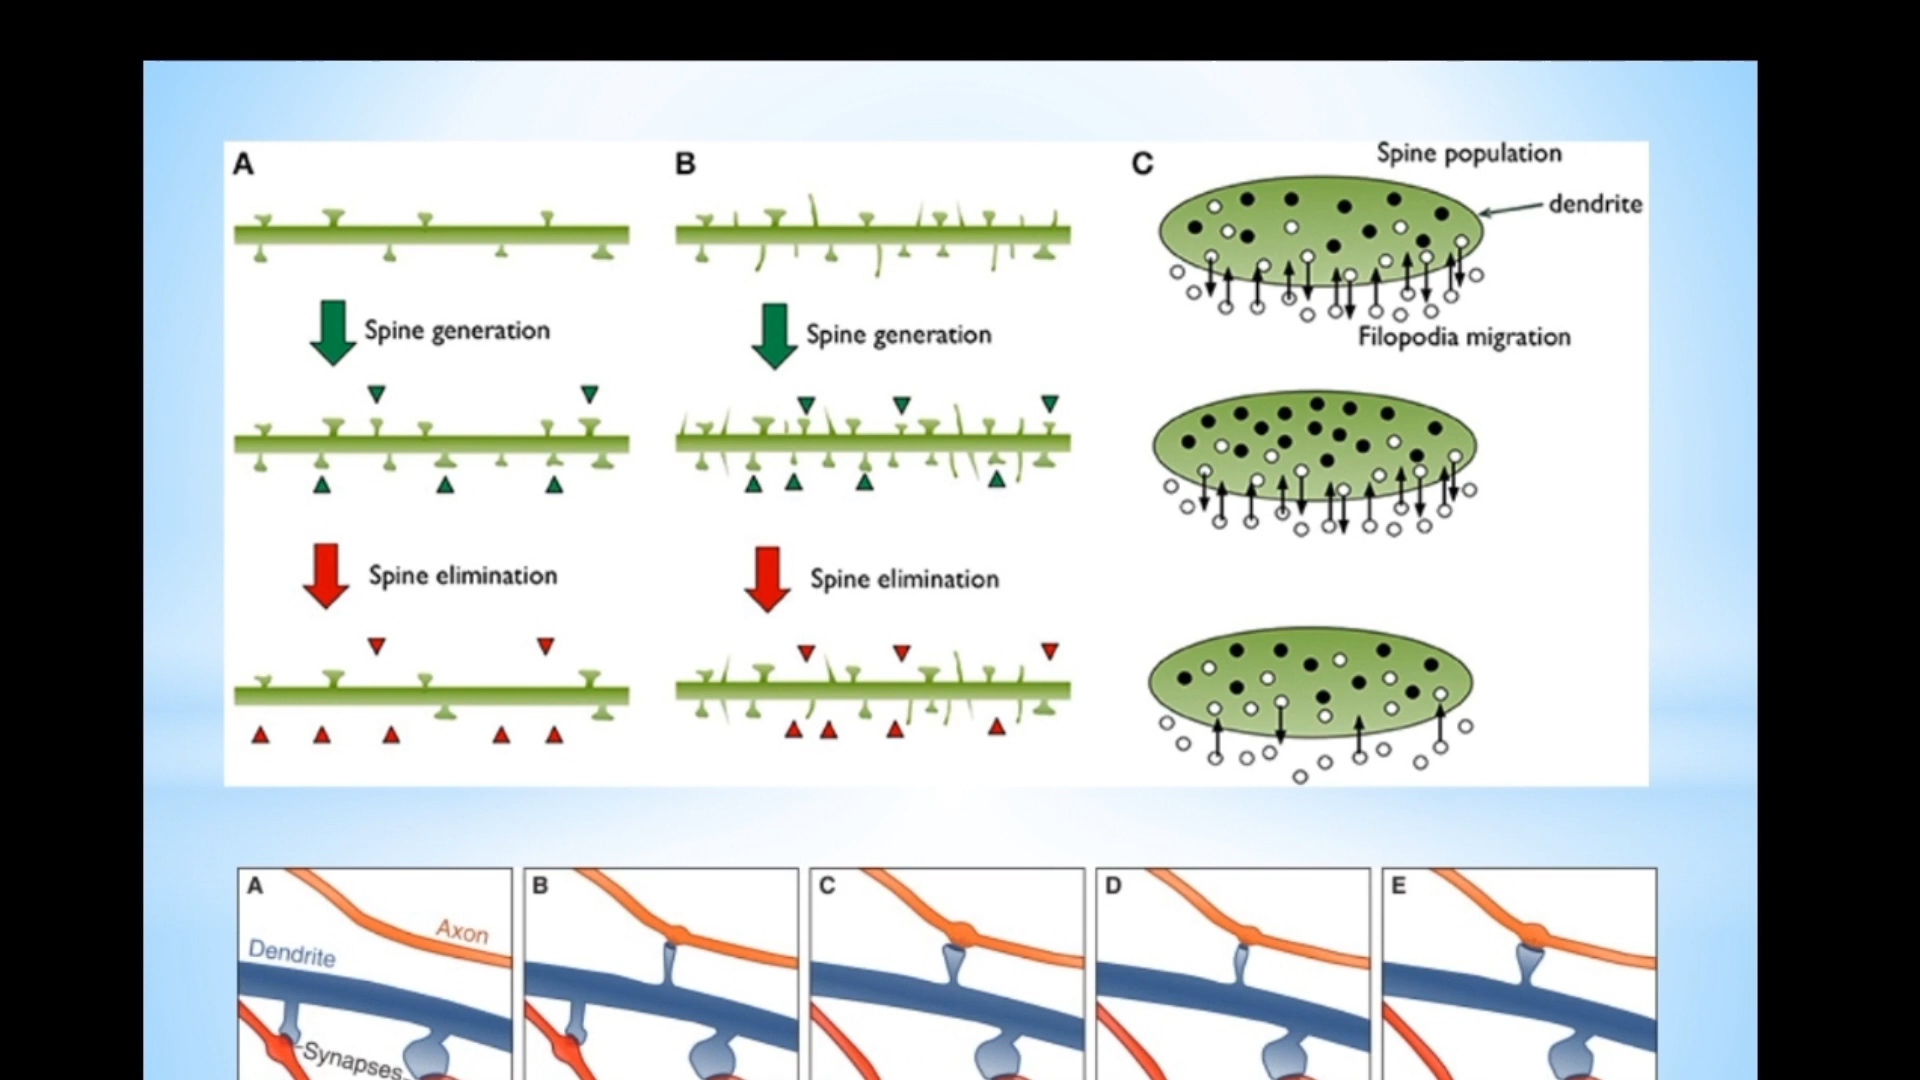 A
B
C
Spine population
dendrite
Spine generation
Spine generation
Filopodia migration
Spine elimination
Spine elimination
A
B
C
D
E
Axon
Dendrite
Synapses